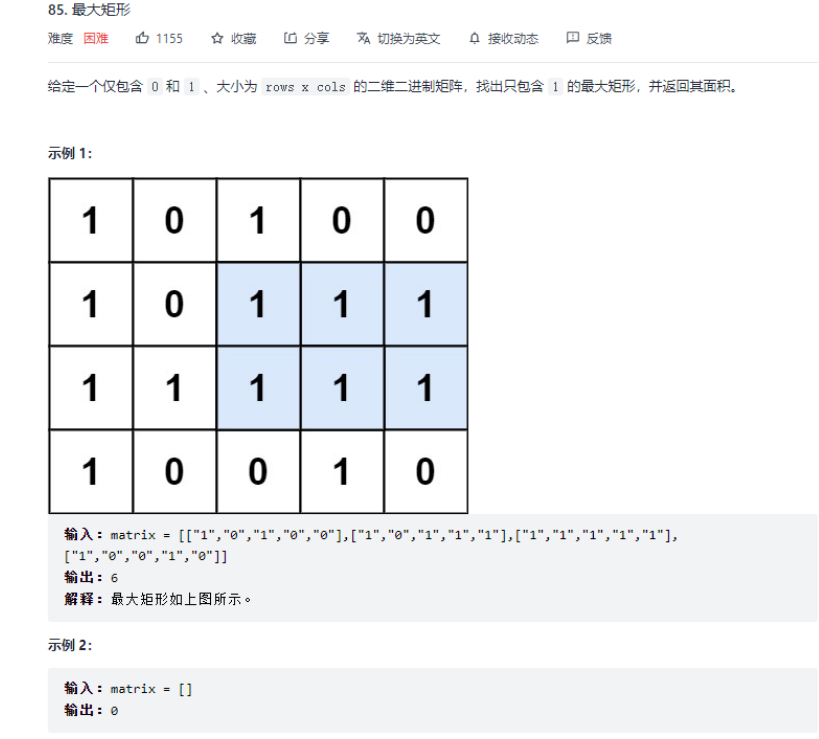 85. 最大矩形
难度 困难 1155 收藏 分享 切换为英文 接收动态 反馈
给定一个仅包含 0 和 1 、大小为 rows x cols 的二维二进制矩阵，找出只包含 1 的最大矩形，并返回其面积。
示例 1：
1 0 1 0 0
1 0 1 1 1
1 1 1 1 1
1 0 0 1 0
输入：matrix = [["1","0","1","0","0"],["1","0","1","1","1"],["1","1","1","1","1"],
["1","0","0","1","0"]]
输出：6
解释：最大矩形如上图所示。
示例 2：
输入：matrix = []
输出：0